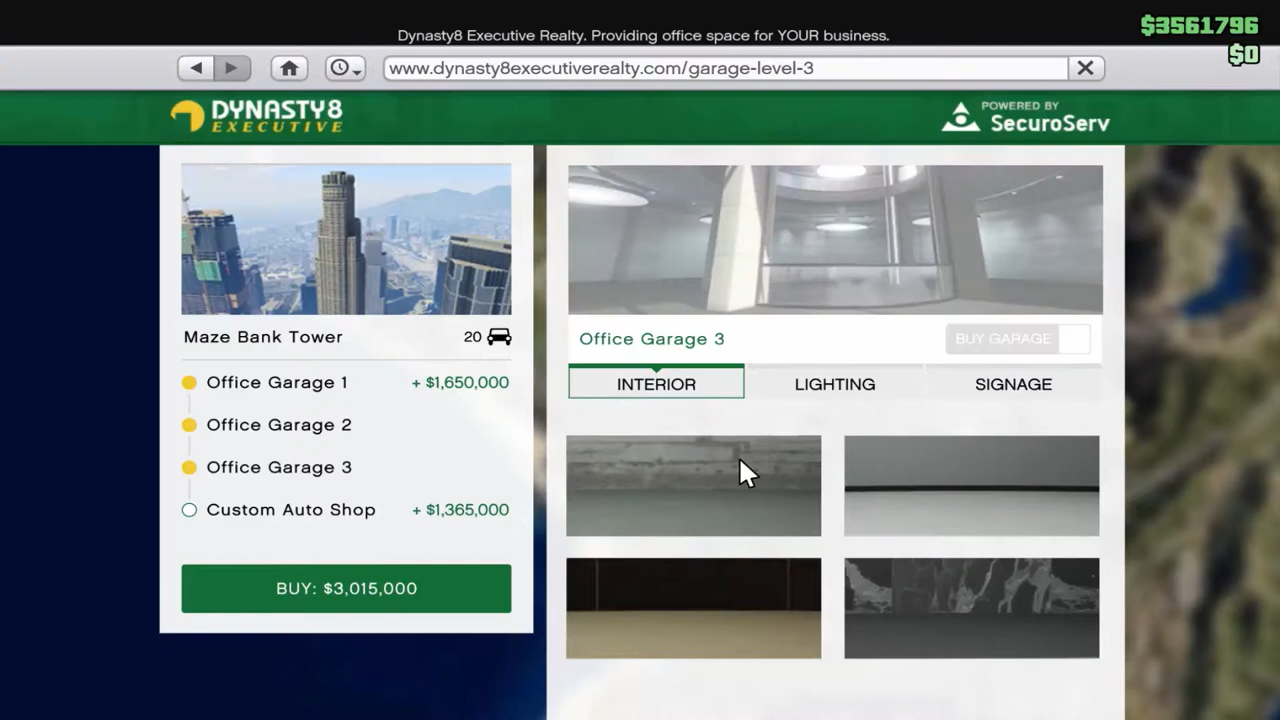 Dynasty8 Executive Realty. Providing office space for YOUR business.
$3561796
$0
www.dynasty8executiverealty.com/garage-level-3
DYNASTY8
EXECUTIVE
POWERED BY
SecuroServ
Maze Bank Tower 20
Office Garage 1 + $1,650,000
Office Garage 2
Office Garage 3
Custom Auto Shop + $1,365,000
BUY: $3,015,000
Office Garage 3 BUY GARAGE
INTERIOR LIGHTING SIGNAGE